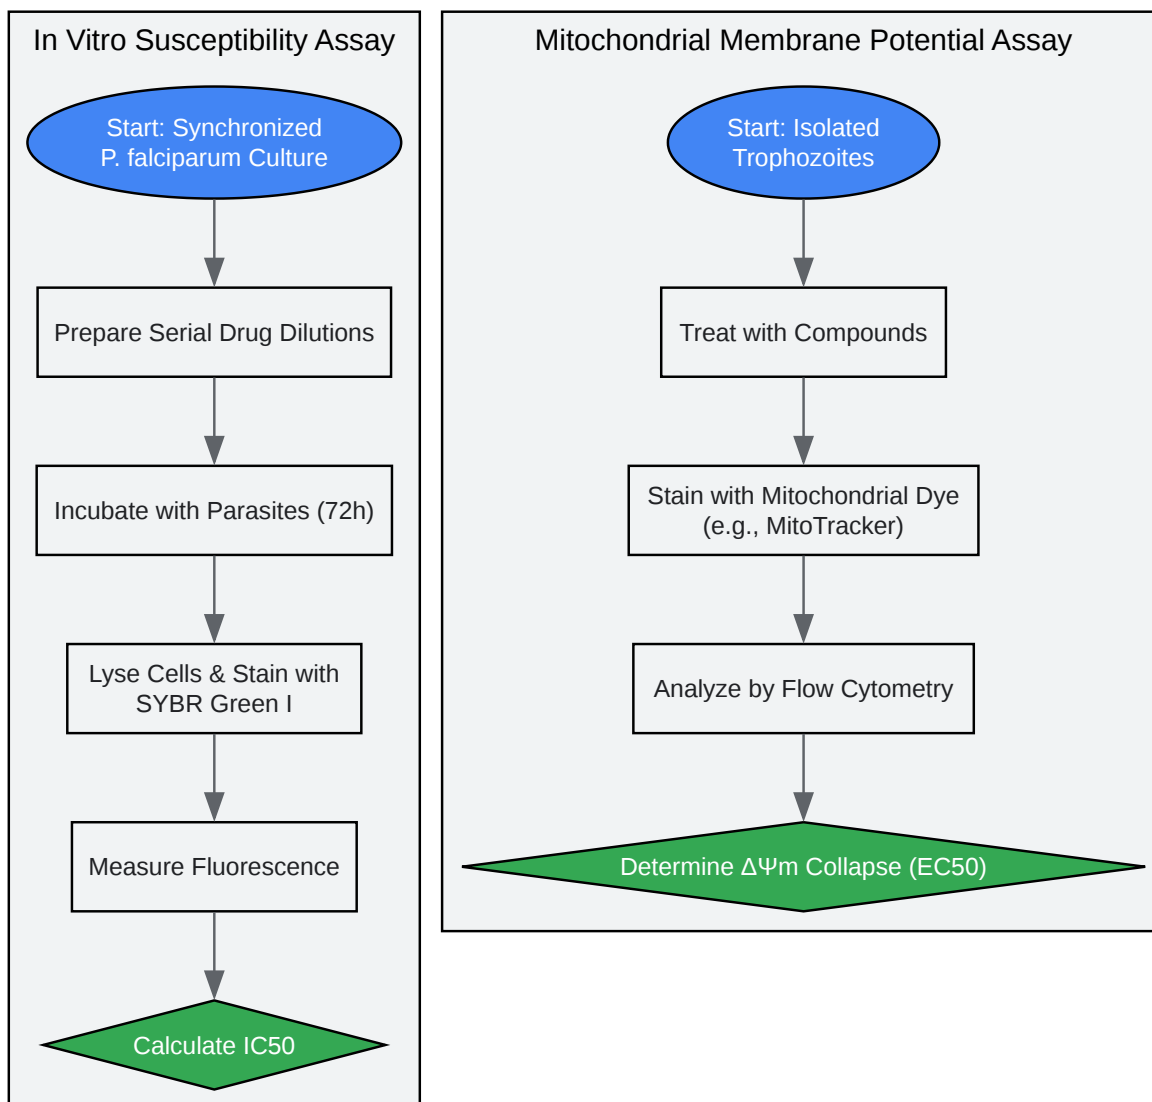 In Vitro Susceptibility Assay
Start: Synchronized
P. falciparum Culture
Prepare Serial Drug Dilutions
Incubate with Parasites (72h)
Lyse Cells & Stain with
SYBR Green I
Measure Fluorescence
Calculate IC50
Mitochondrial Membrane Potential Assay
Start: Isolated
Trophozoites
Treat with Compounds
Stain with Mitochondrial Dye
(e.g., MitoTracker)
Analyze by Flow Cytometry
Determine ΔΨm Collapse (EC50)